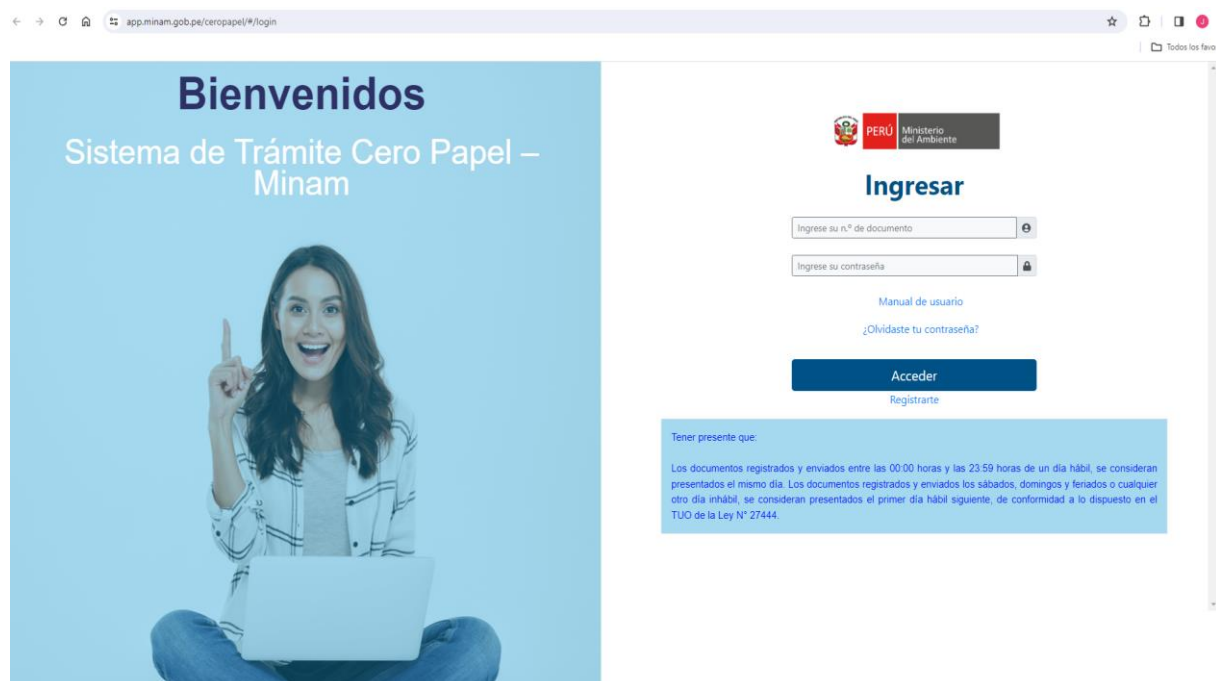 app.minam.gob.pe/ceropapel/#/login
Todos los favo
Bienvenidos
Sistema de Trámite Cero Papel –
Minam
PERÚ
Ministerio
del Ambiente
Ingresar
Ingrese su n.º de documento
Ingrese su contraseña
Manual de usuario
¿Olvidaste tu contraseña?
Acceder
Registrarte
Tener presente que:
Los documentos registrados y enviados entre las 00:00 horas y las 23:59 horas de un día hábil, se consideran
presentados el mismo día. Los documentos registrados y enviados los sábados, domingos y feriados o cualquier
otro día inhábil, se consideran presentados el primer día hábil siguiente, de conformidad a lo dispuesto en el
TUO de la Ley N° 27444.